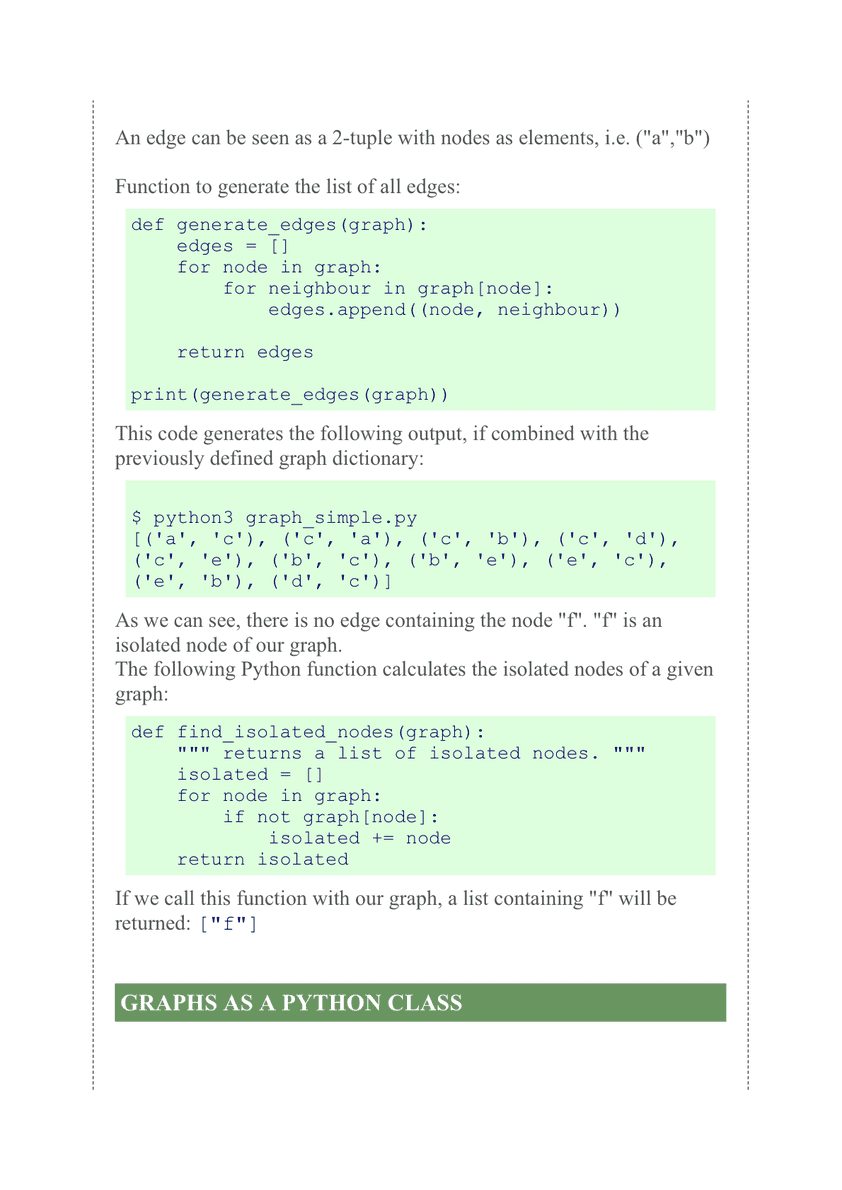 An edge can be seen as a 2-tuple with nodes as elements, i.e. ("a","b")
Function to generate the list of all edges:
def generate_edges(graph):
    edges = []
    for node in graph:
        for neighbour in graph[node]:
            edges.append((node, neighbour))
    return edges
print(generate_edges(graph))
This code generates the following output, if combined with the
previously defined graph dictionary:
$ python3 graph_simple.py
[('a', 'c'), ('c', 'a'), ('c', 'b'), ('c', 'd'),
('c', 'e'), ('b', 'c'), ('b', 'e'), ('e', 'c'),
('e', 'b'), ('d', 'c')]
As we can see, there is no edge containing the node "f". "f" is an
isolated node of our graph.
The following Python function calculates the isolated nodes of a given
graph:
def find_isolated_nodes(graph):
    """ returns a list of isolated nodes. """
    isolated = []
    for node in graph:
        if not graph[node]:
            isolated += node
    return isolated
If we call this function with our graph, a list containing "f" will be
returned: ["f"]
GRAPHS AS A PYTHON CLASS